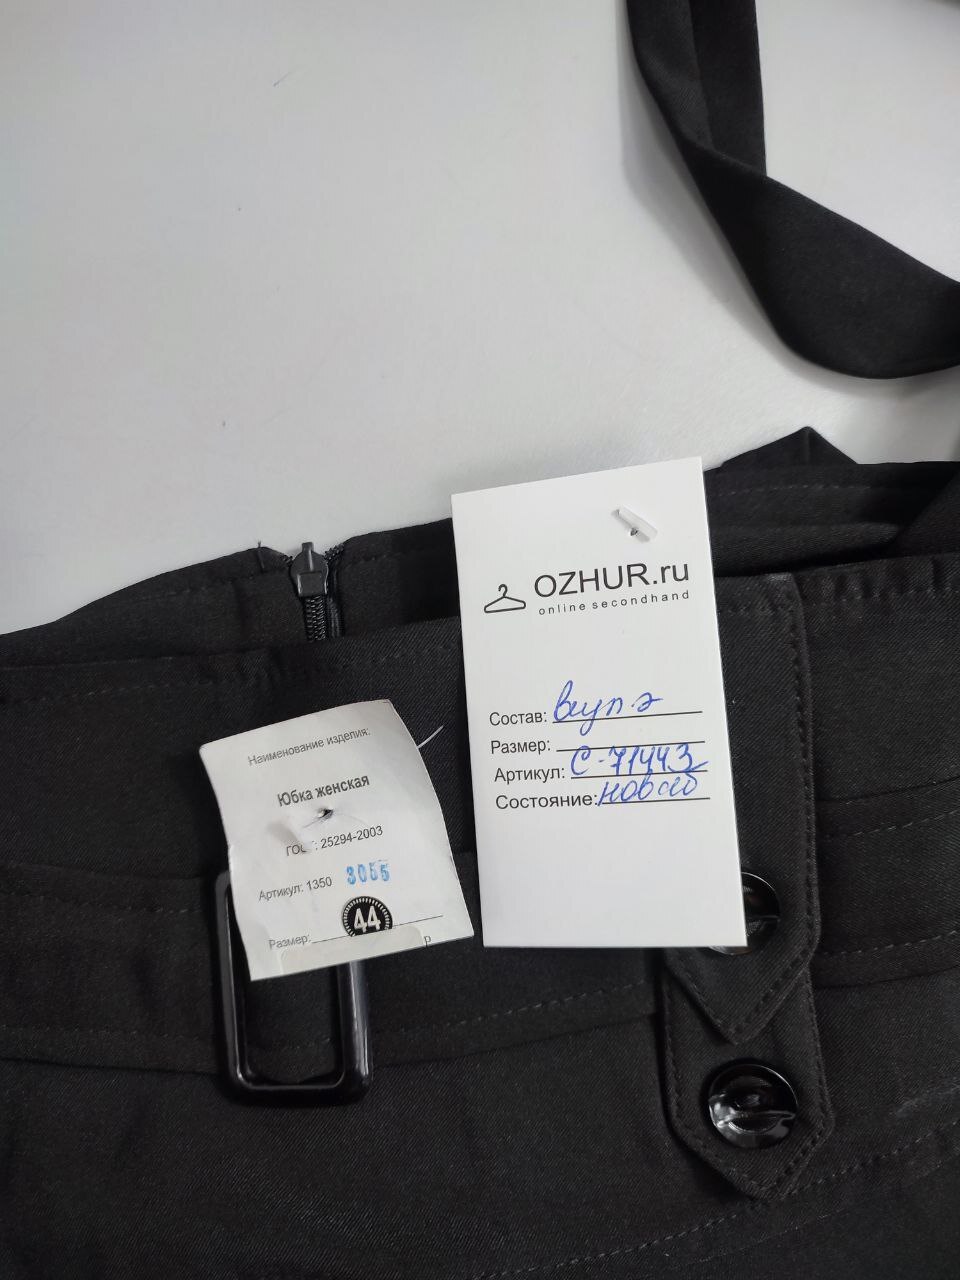 OZHUR.ru
online secondhand
Состав:
Размер:
Артикул: С-71443
Состояние: новая
Наименование изделия:
Юбка женская
ГОСТ: 25294-2003
Артикул: 1350 3055
44
Размер:
р